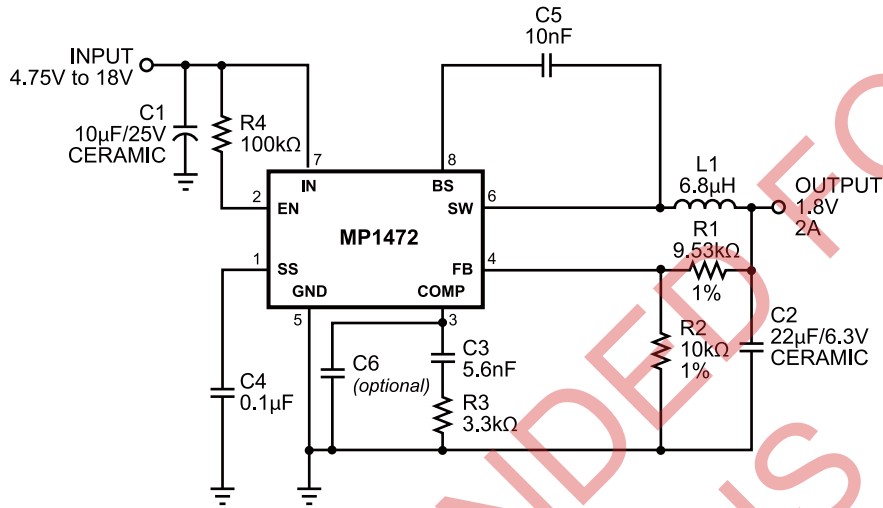 C5
10nF
INPUT
4.75V to 18V
C1
10µF/25V
CERAMIC
R4
100kΩ
7
8
IN
BS
2
EN
SW
6
L1
6.8µH
OUTPUT
1.8V
2A
MP1472
R1
9.53kΩ
1%
1
SS
FB
4
GND
COMP
5
3
R2
10kΩ
1%
C2
22µF/6.3V
CERAMIC
C3
5.6nF
C6
(optional)
C4
0.1µF
R3
3.3kΩ
NDED FO
NS